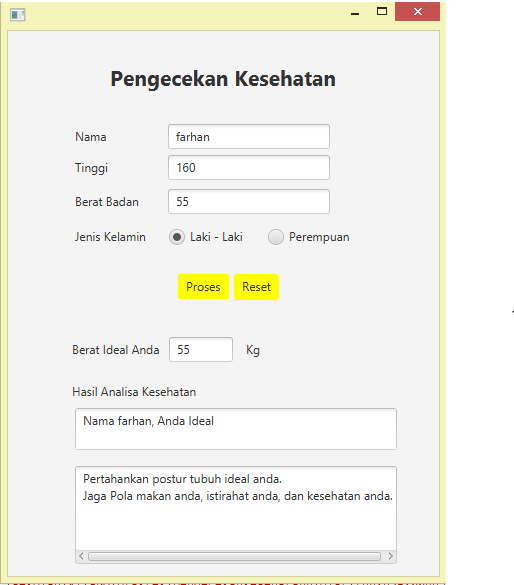 Pengecekan Kesehatan
Nama farhan
Tinggi 160
Berat Badan 55
Jenis Kelamin Laki - Laki Perempuan
Proses Reset
Berat Ideal Anda 55 Kg
Hasil Analisa Kesehatan
Nama farhan, Anda Ideal
Pertahankan postur tubuh ideal anda.
Jaga Pola makan anda, istirahat anda, dan kesehatan anda.